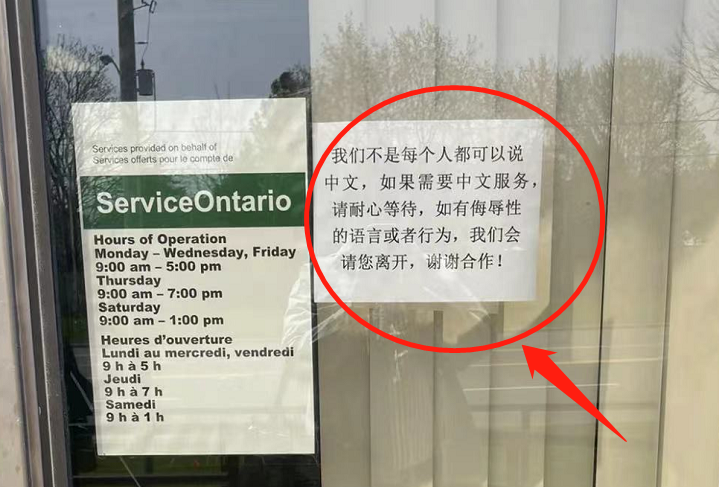 Services provided on behalf of
Services offerts pour le compte de
ServiceOntario
Hours of Operation
Monday – Wednesday, Friday
9:00 am – 5:00 pm
Thursday
9:00 am – 7:00 pm
Saturday
9:00 am – 1:00 pm
Heures d'ouverture
Lundi au mercredi, vendredi
9 h à 5 h
Jeudi
9 h à 7 h
Samedi
9 h à 1 h
我们不是每个人都可以说
中文，如果需要中文服务，
请耐心等待，如有侮辱性
的语言或者行为，我们会
请您离开，谢谢合作！